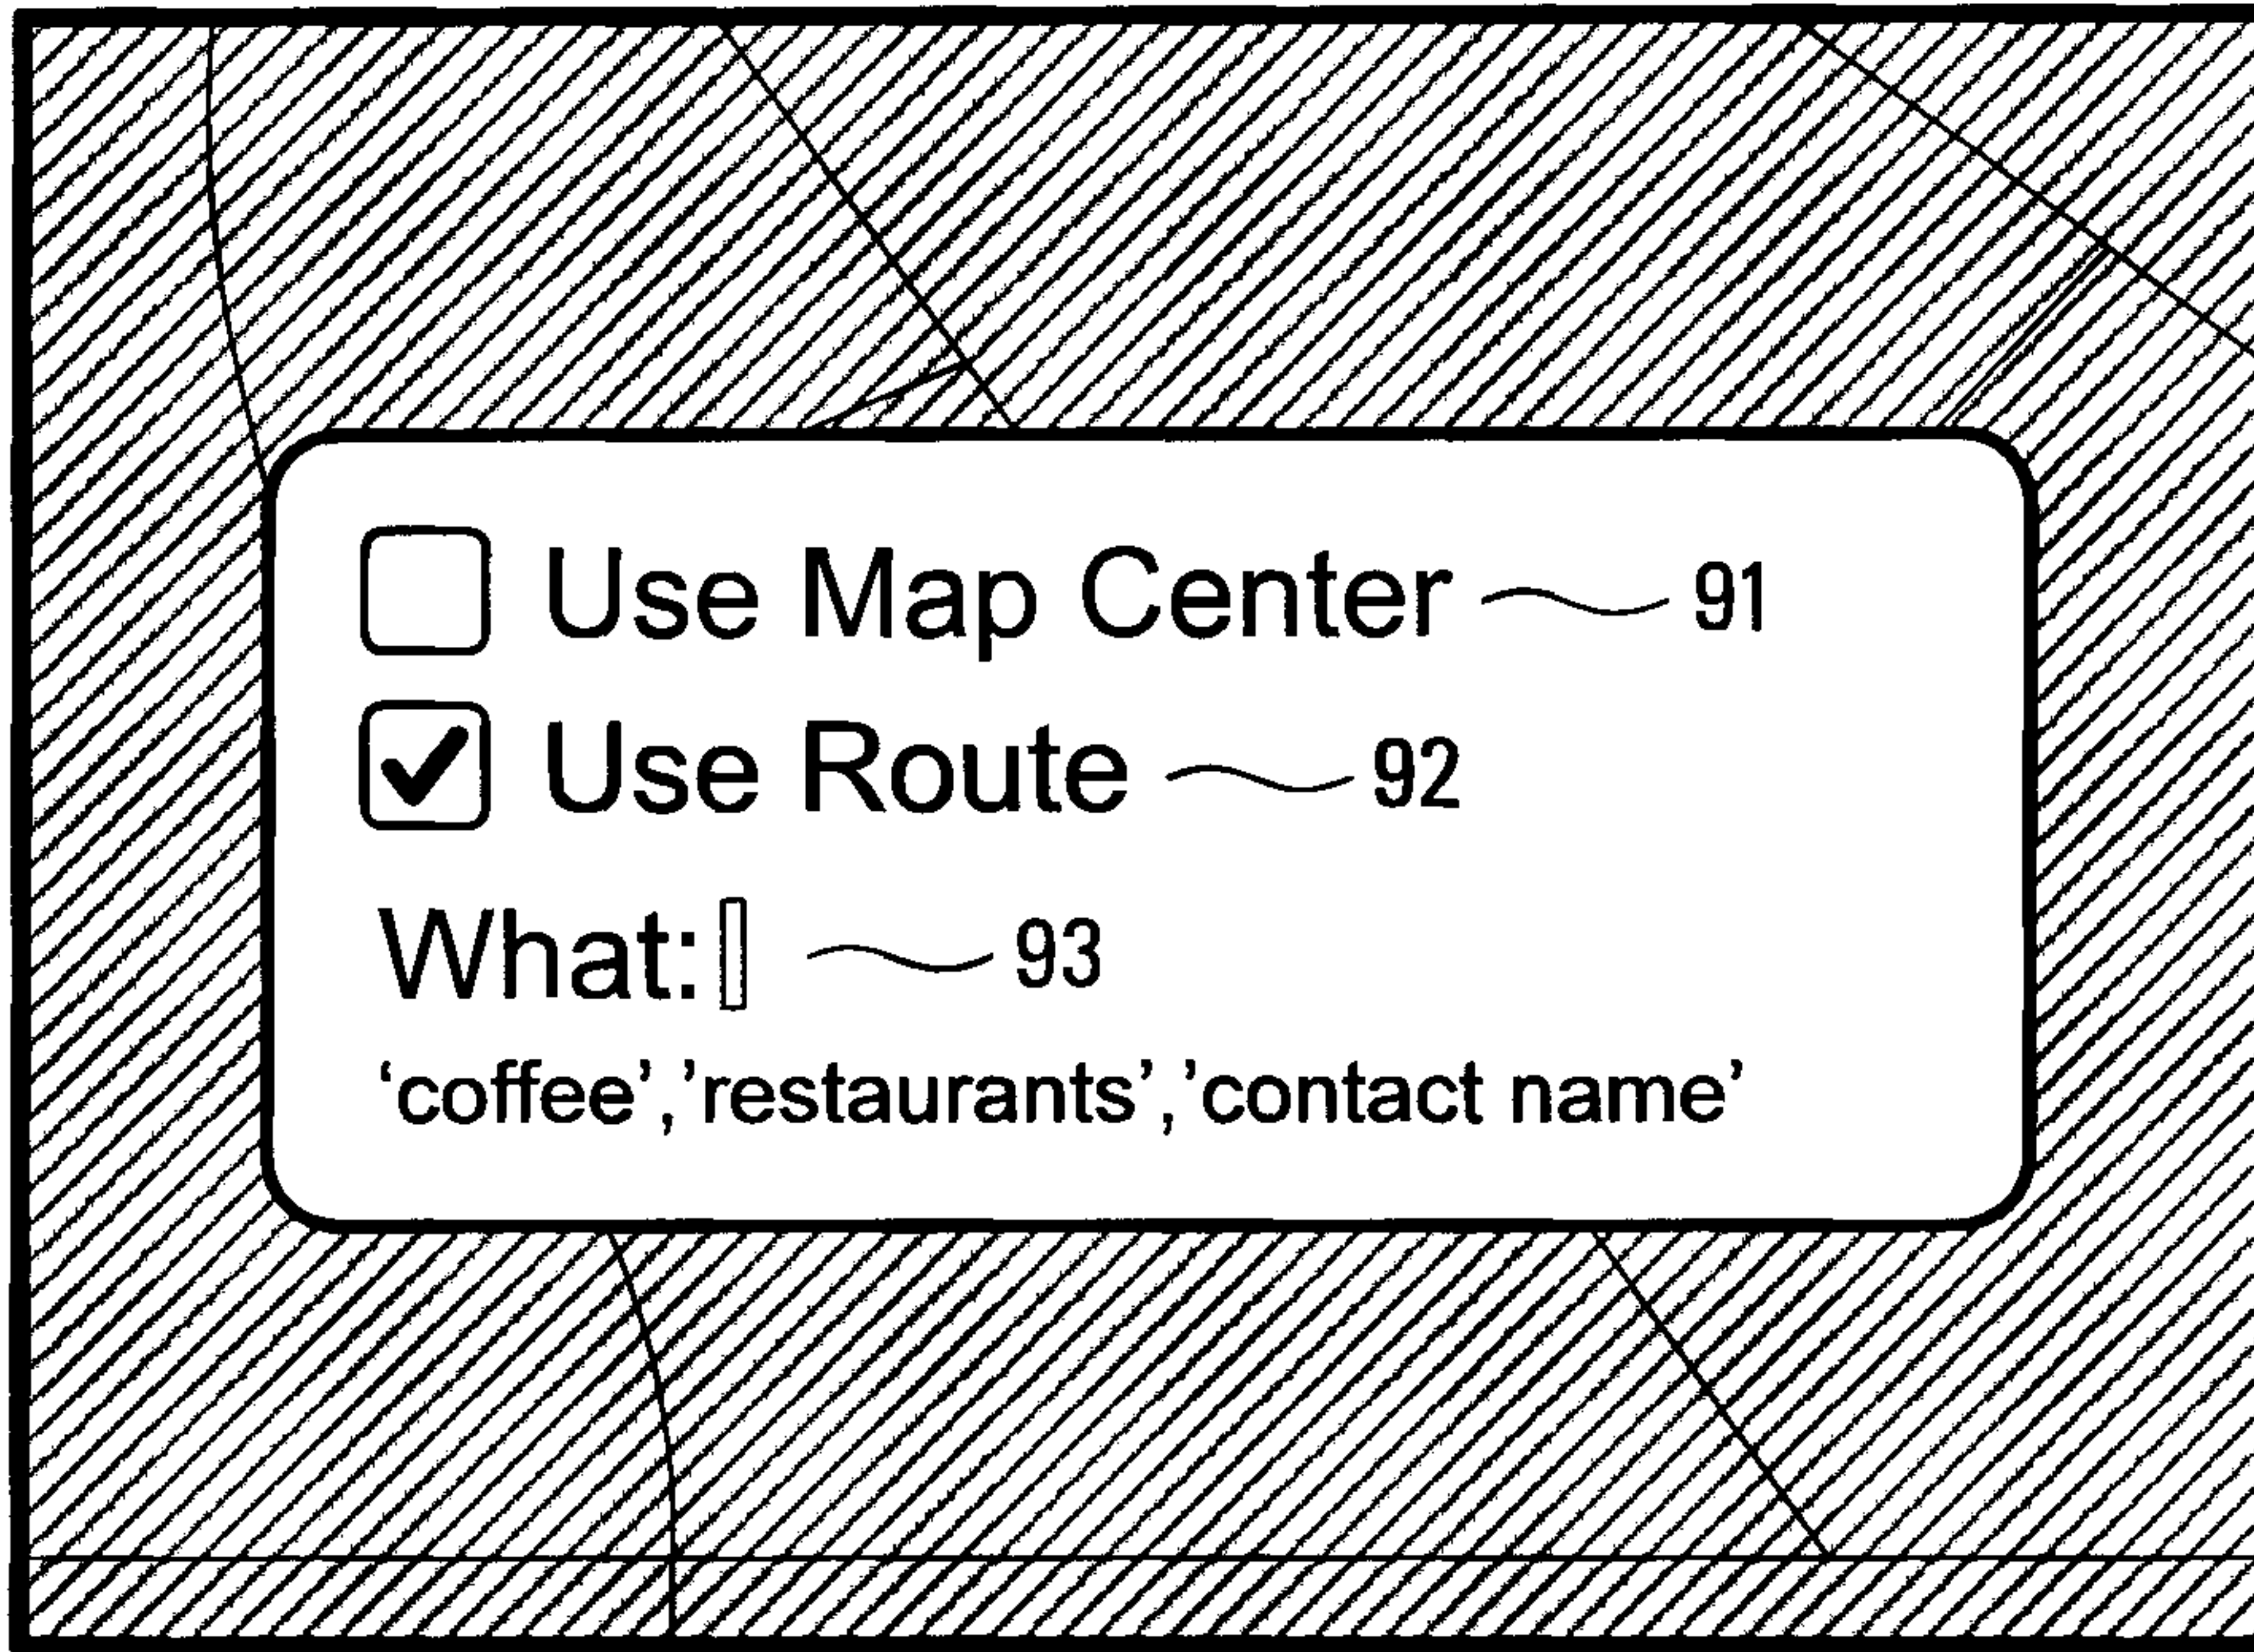 Use Map Center 91
Use Route 92
What: 93
‘coffee’,’restaurants’,’contact name’